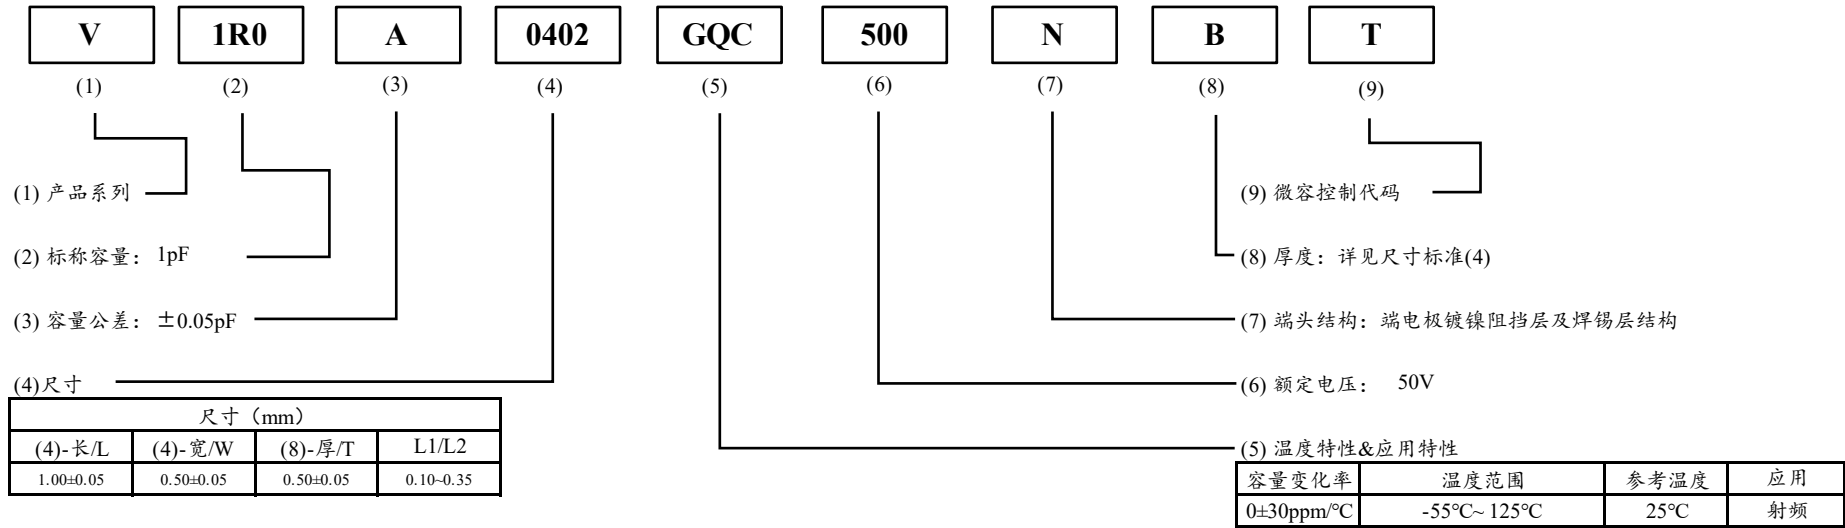 V 1R0 A 0402 GQC 500 N B T
(1) (2) (3) (4) (5) (6) (7) (8) (9)
(1) 产品系列
(9) 微容控制代码
(2) 标称容量： 1pF
(8) 厚度：详见尺寸标准(4)
(3) 容量公差：±0.05pF
(7) 端头结构：端电极镀镍阻挡层及焊锡层结构
(4)尺寸
(6) 额定电压： 50V
尺寸（mm）
(4)-长/L (4)-宽/W (8)-厚/T L1/L2
1.00±0.05 0.50±0.05 0.50±0.05 0.10~0.35
(5) 温度特性&应用特性
容量变化率 温度范围 参考温度 应用
0±30ppm/℃ -55℃~ 125℃ 25℃ 射频